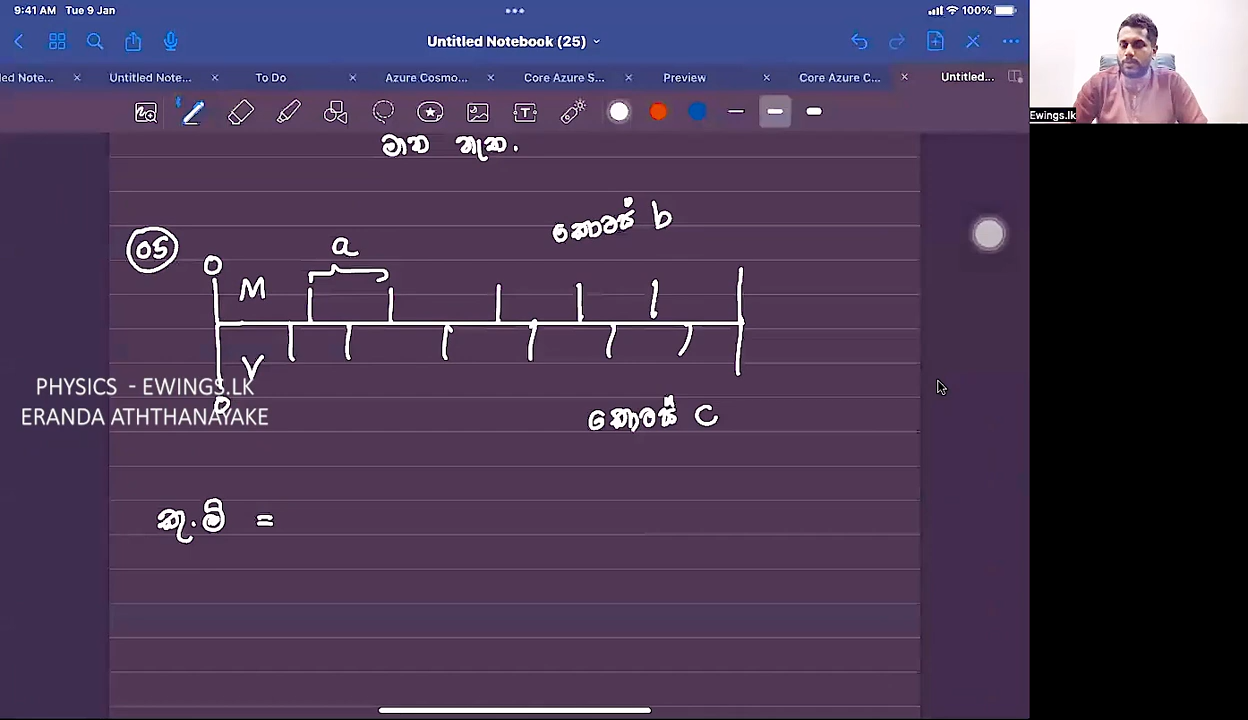 9:41 AM Tue 9 Jan
100%
Untitled Notebook (25)
led Note...
Untitled Note...
To Do
Azure Cosmo...
Core Azure S...
Preview
Core Azure C...
Untitled...
Ewings.lk
මාන නැත.
05
a
කොටස් b
O
M
V
O
PHYSICS - EWINGS.LK
ERANDA ATHTHANAYAKE
කොටස් C
කු.මි =